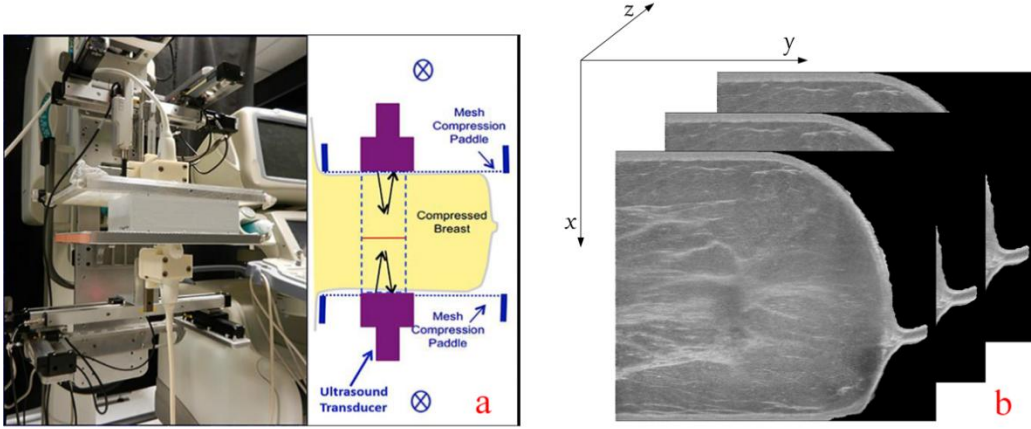 Mesh
Compression
Paddle
Compressed
Breast
Mesh
Compression
Paddle
Ultrasound
Transducer
a
z
y
x
b